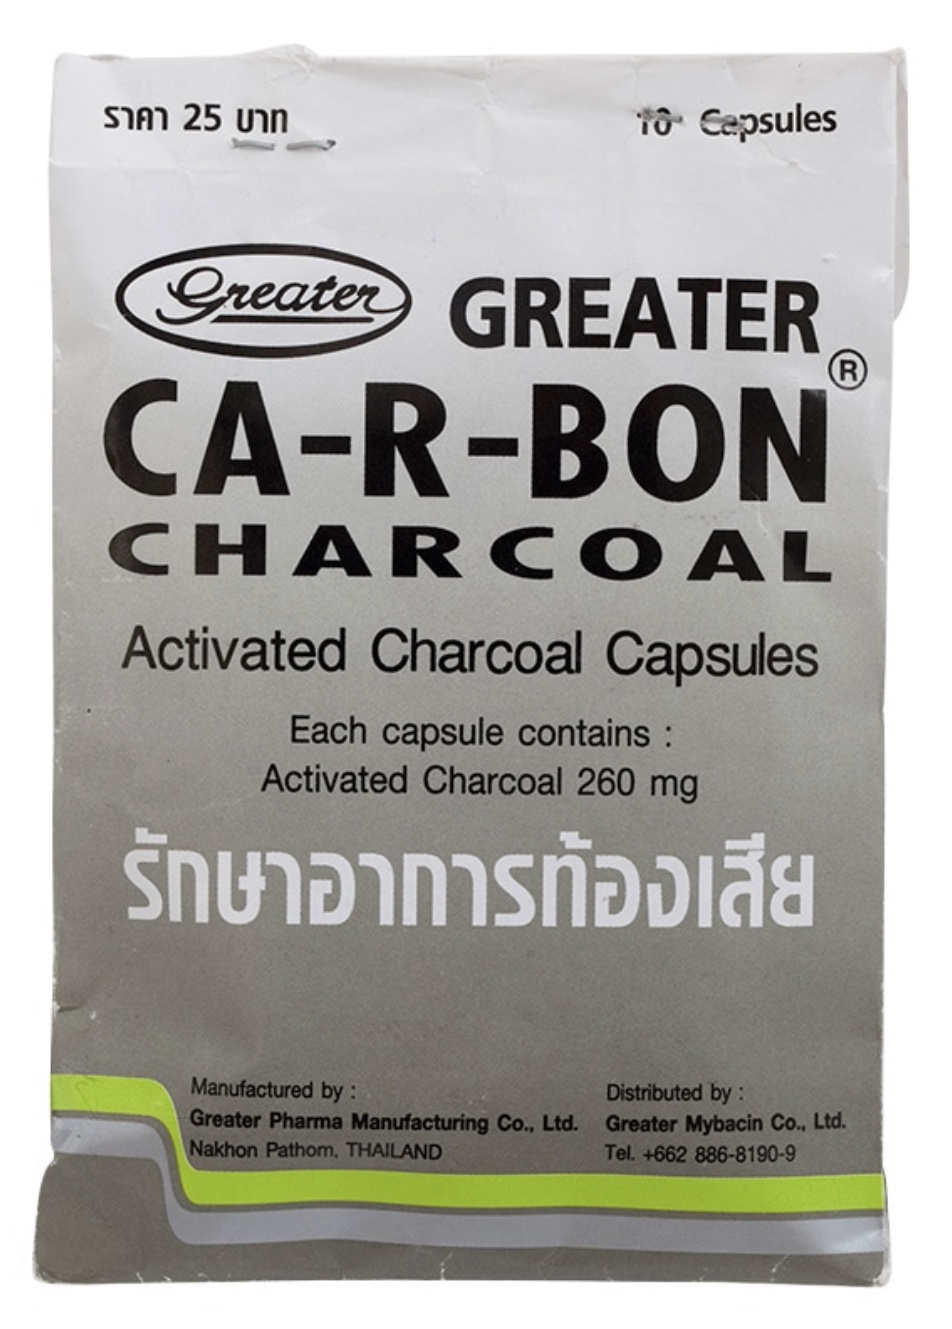 ราคา 25 บาท
10 Capsules
Greater
GREATER
CA-R-BON®
CHARCOAL
Activated Charcoal Capsules
Each capsule contains :
Activated Charcoal 260 mg
รักษาอาการท้องเสีย
Manufactured by :
Greater Pharma Manufacturing Co., Ltd.
Nakhon Pathom, THAILAND
Distributed by :
Greater Mybacin Co., Ltd.
Tel. +662 886-8190-9